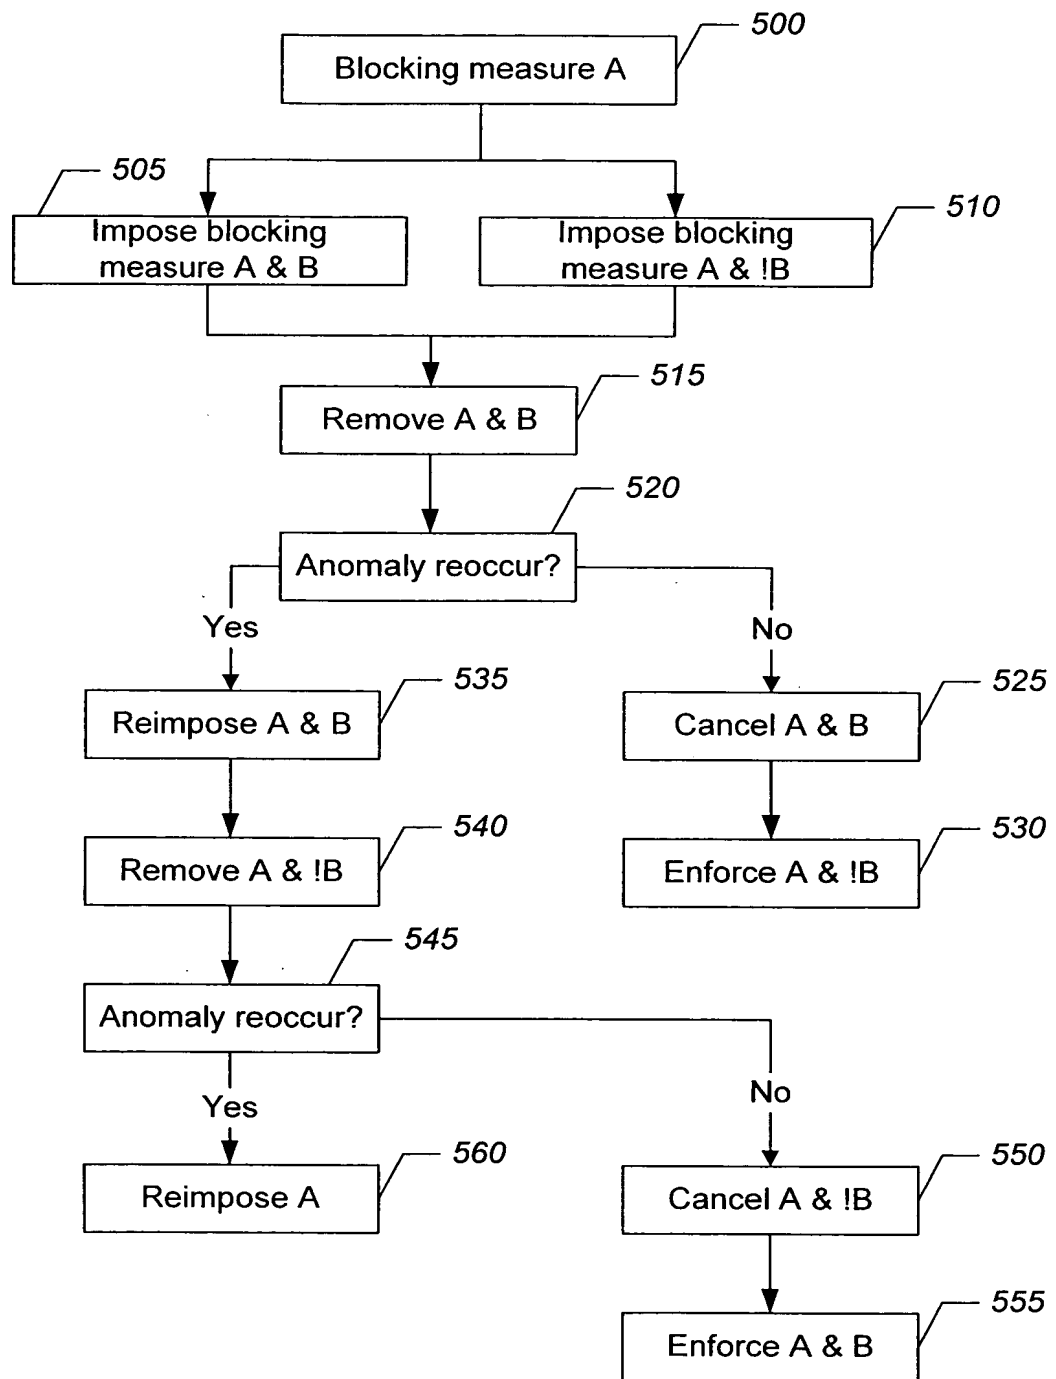 500
Blocking measure A
505
Impose blocking
measure A & B
510
Impose blocking
measure A & !B
515
Remove A & B
520
Anomaly reoccur?
Yes
No
535
Reimpose A & B
525
Cancel A & B
540
Remove A & !B
530
Enforce A & !B
545
Anomaly reoccur?
Yes
No
560
Reimpose A
550
Cancel A & !B
555
Enforce A & B